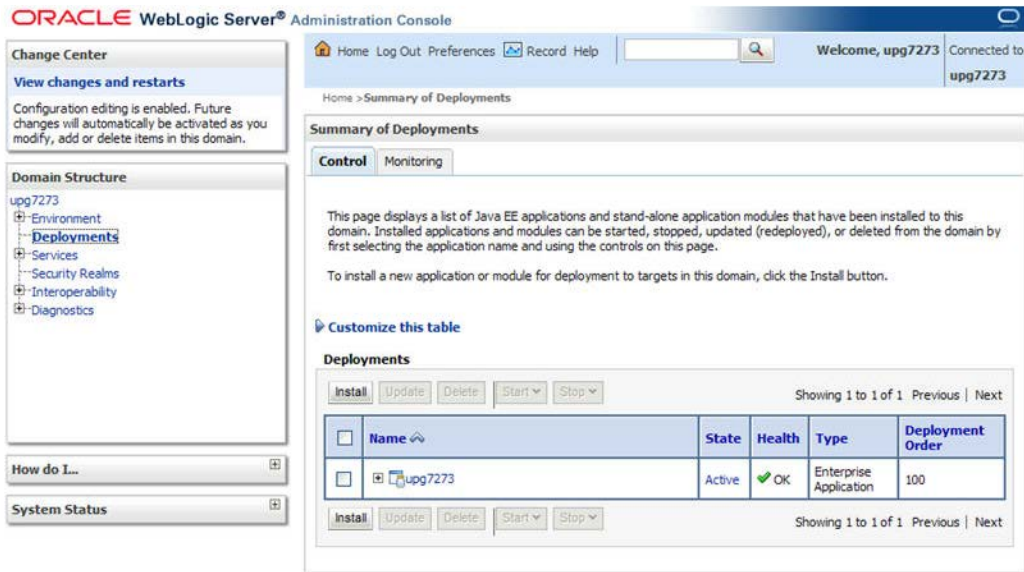 ORACLE WebLogic Server® Administration Console
Change Center
View changes and restarts
Configuration editing is enabled. Future
changes will automatically be activated as you
modify, add or delete items in this domain.
Domain Structure
upg7273
Environment
Deployments
Services
Security Realms
Interoperability
Diagnostics
How do I...
System Status
Home Log Out Preferences Record Help
Welcome, upg7273
Connected to
upg7273
Home >Summary of Deployments
Summary of Deployments
Control Monitoring
This page displays a list of Java EE applications and stand-alone application modules that have been installed to this
domain. Installed applications and modules can be started, stopped, updated (redeployed), or deleted from the domain by
first selecting the application name and using the controls on this page.
To install a new application or module for deployment to targets in this domain, click the Install button.
Customize this table
Deployments
Install Update Delete Start Stop
Showing 1 to 1 of 1 Previous | Next
Name State Health Type Deployment
Order
upg7273 Active OK Enterprise
Application 100
Install Update Delete Start Stop
Showing 1 to 1 of 1 Previous | Next